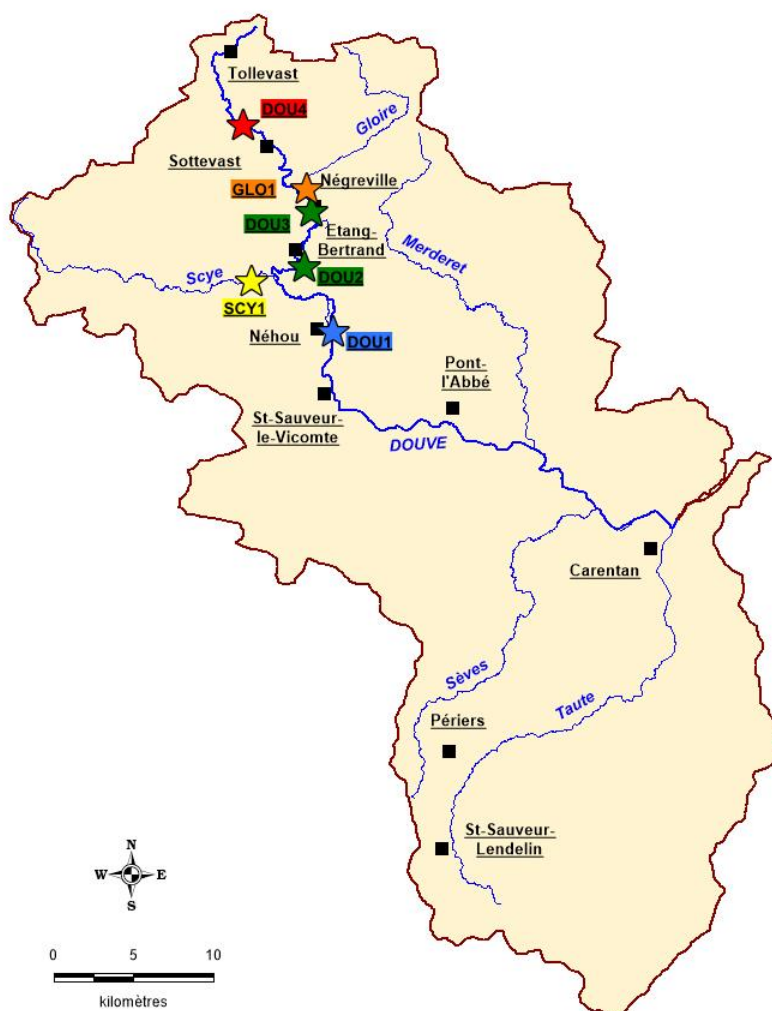 Tollevast
DOU4
Gloire
Sottevast
Négreville
GLO1
DOU3
Etang-
Bertrand
Merderet
Scye
DOU2
SCY1
Néhou
DOU1
Pont-
l'Abbé
St-Sauveur-
le-Vicomte
DOUVE
Carentan
Sèves
Taute
Périers
St-Sauveur-
Lendelin
N
W E
S
0 5 10
kilomètres